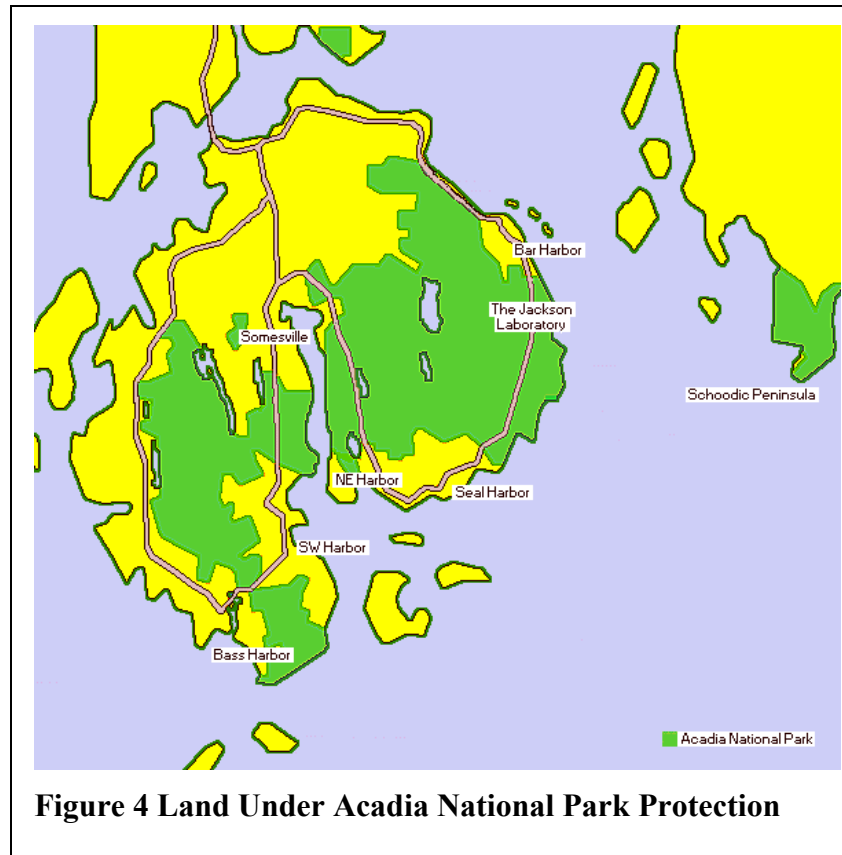 Bar Harbor
The Jackson
Laboratory
Somesville
Schoodic Peninsula
NE Harbor
Seal Harbor
SW Harbor
Bass Harbor
Acadia National Park
Figure 4 Land Under Acadia National Park Protection